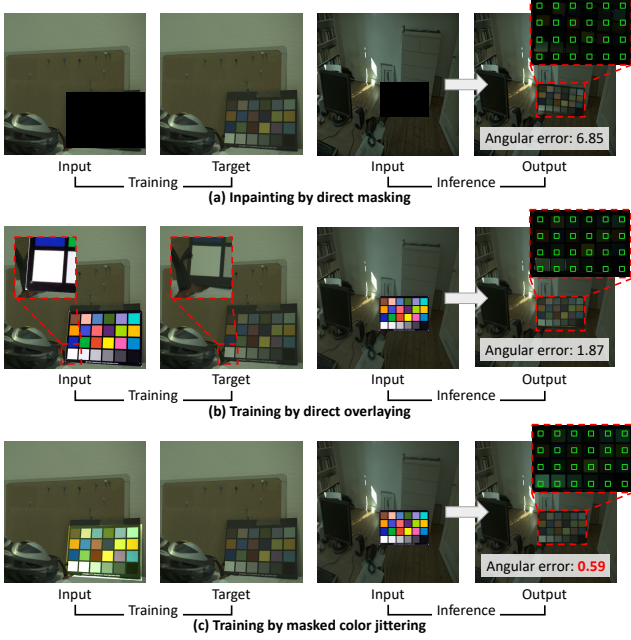 Angular error: 6.85
Input Target Input Output
Training Inference
(a) Inpainting by direct masking
Angular error: 1.87
Input Target Input Output
Training Inference
(b) Training by direct overlaying
Angular error: 0.59
Input Target Input Output
Training Inference
(c) Training by masked color jittering